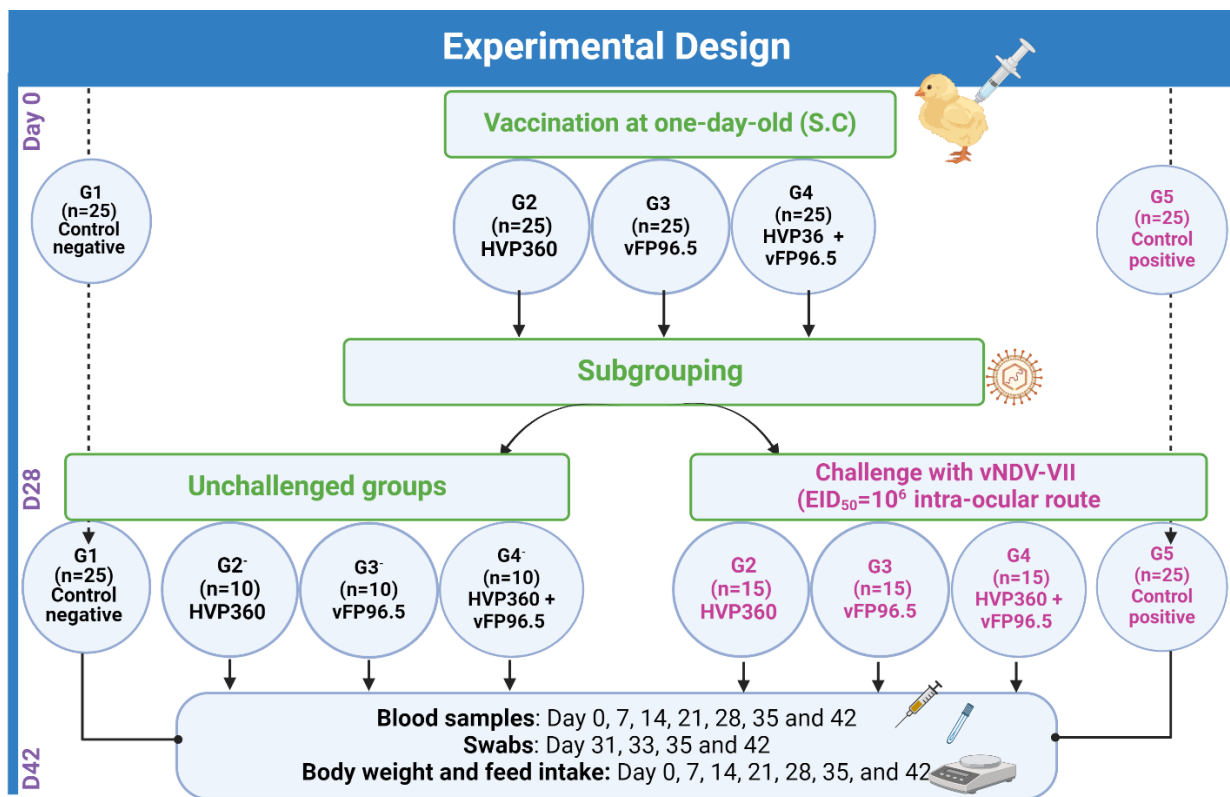 Experimental Design
Day 0
Vaccination at one-day-old (S.C)
G1
(n=25)
Control
negative
G2
(n=25)
HVP360
G3
(n=25)
vFP96.5
G4
(n=25)
HVP36 +
vFP96.5
G5
(n=25)
Control
positive
Subgrouping
D28
Unchallenged groups
Challenge with vNDV-VII
(EID₅₀=10⁶ intra-ocular route
G1
(n=25)
Control
negative
G2⁻
(n=10)
HVP360
G3⁻
(n=10)
vFP96.5
G4⁻
(n=10)
HVP360 +
vFP96.5
G2
(n=15)
HVP360
G3
(n=15)
vFP96.5
G4
(n=15)
HVP360 +
vFP96.5
G5
(n=25)
Control
positive
D42
Blood samples: Day 0, 7, 14, 21, 28, 35 and 42
Swabs: Day 31, 33, 35 and 42
Body weight and feed intake: Day 0, 7, 14, 21, 28, 35, and 42